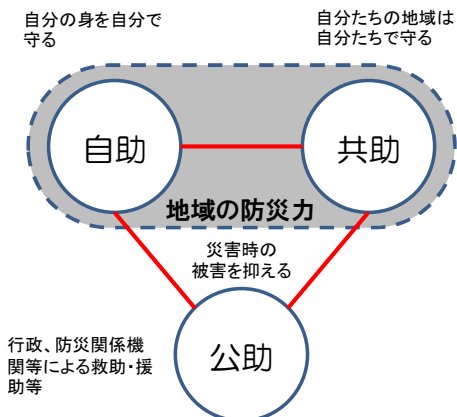 自分の身を自分で
守る
自分たちの地域は
自分たちで守る
自助
共助
地域の防災力
災害時の
被害を抑える
公助
行政、防災関係機
関等による救助・援
助等